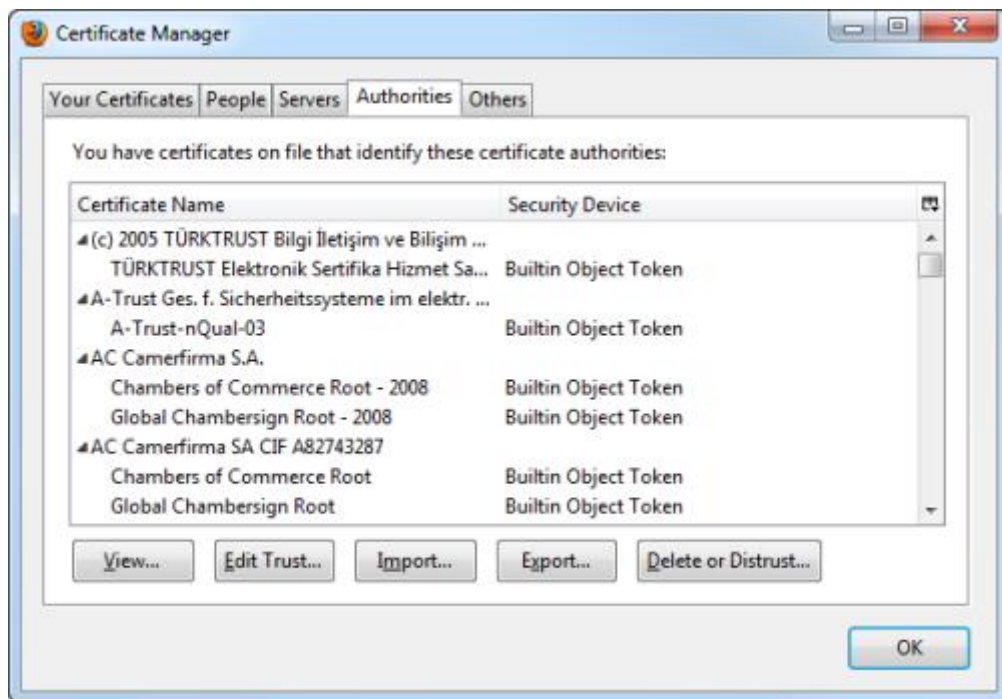 Certificate Manager
Your Certificates People Servers Authorities Others
You have certificates on file that identify these certificate authorities:
Certificate Name Security Device
(c) 2005 TÜRKTRUST Bilgi İletişim ve Bilişim ...
TÜRKTRUST Elektronik Sertifika Hizmet Sa... Builtin Object Token
A-Trust Ges. f. Sicherheitssysteme im elektr. ...
A-Trust-nQual-03 Builtin Object Token
AC Camerfirma S.A.
Chambers of Commerce Root - 2008 Builtin Object Token
Global Chambersign Root - 2008 Builtin Object Token
AC Camerfirma SA CIF A82743287
Chambers of Commerce Root Builtin Object Token
Global Chambersign Root Builtin Object Token
View... Edit Trust... Import... Export... Delete or Distrust...
OK